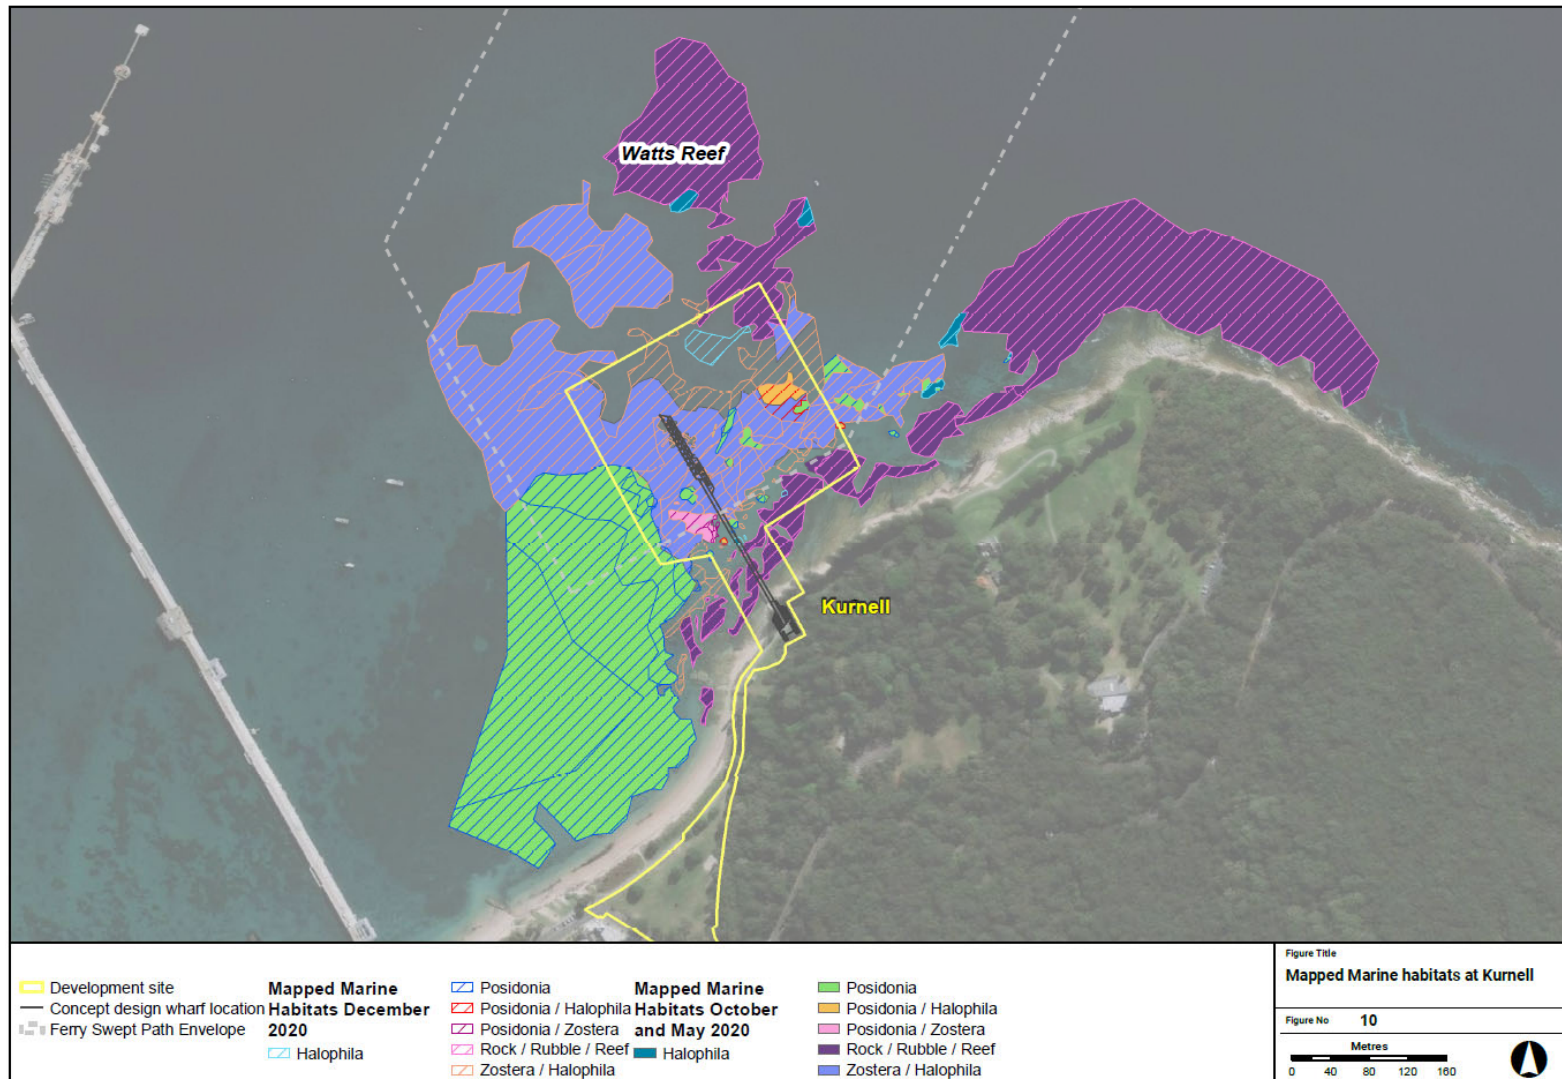 Watts Reef
Kurnell
Development site
Concept design wharf location
Ferry Swept Path Envelope
Mapped Marine
Habitats December
2020
Halophila
Posidonia
Posidonia / Halophila
Posidonia / Zostera
Rock / Rubble / Reef
Zostera / Halophila
Mapped Marine
Habitats October
and May 2020
Halophila
Posidonia
Posidonia / Halophila
Posidonia / Zostera
Rock / Rubble / Reef
Zostera / Halophila
Figure Title
Mapped Marine habitats at Kurnell
Figure No 10
Metres
0 40 80 120 160